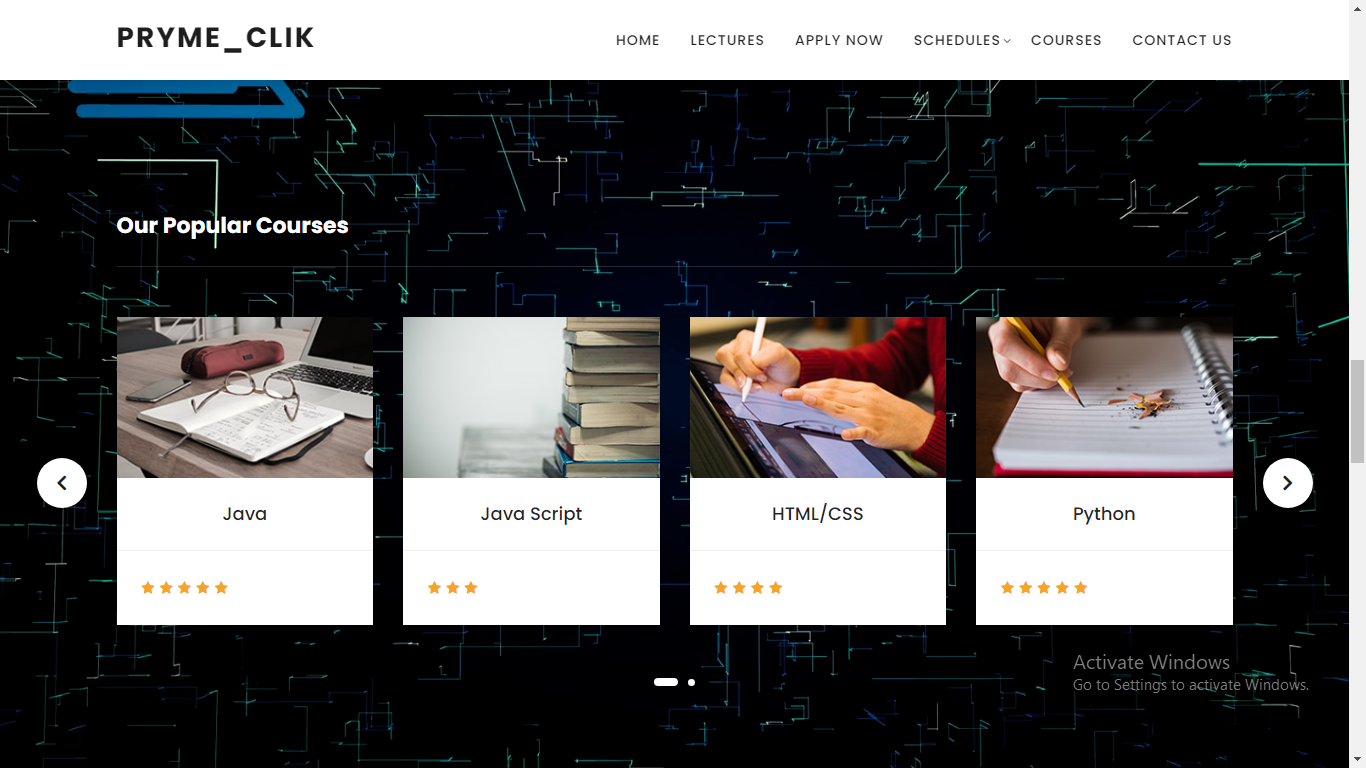 PRYME_CLIK
HOME LECTURES APPLY NOW SCHEDULES COURSES CONTACT US
Our Popular Courses
Java
Java Script
HTML/CSS
Python
Activate Windows
Go to Settings to activate Windows.